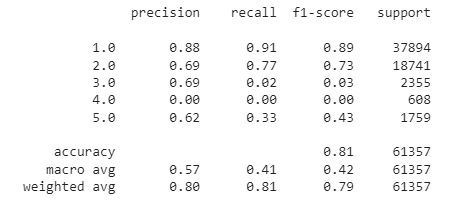 precision recall f1-score support
1.0 0.88 0.91 0.89 37894
2.0 0.69 0.77 0.73 18741
3.0 0.69 0.02 0.03 2355
4.0 0.00 0.00 0.00 608
5.0 0.62 0.33 0.43 1759
accuracy 0.81 61357
macro avg 0.57 0.41 0.42 61357
weighted avg 0.80 0.81 0.79 61357